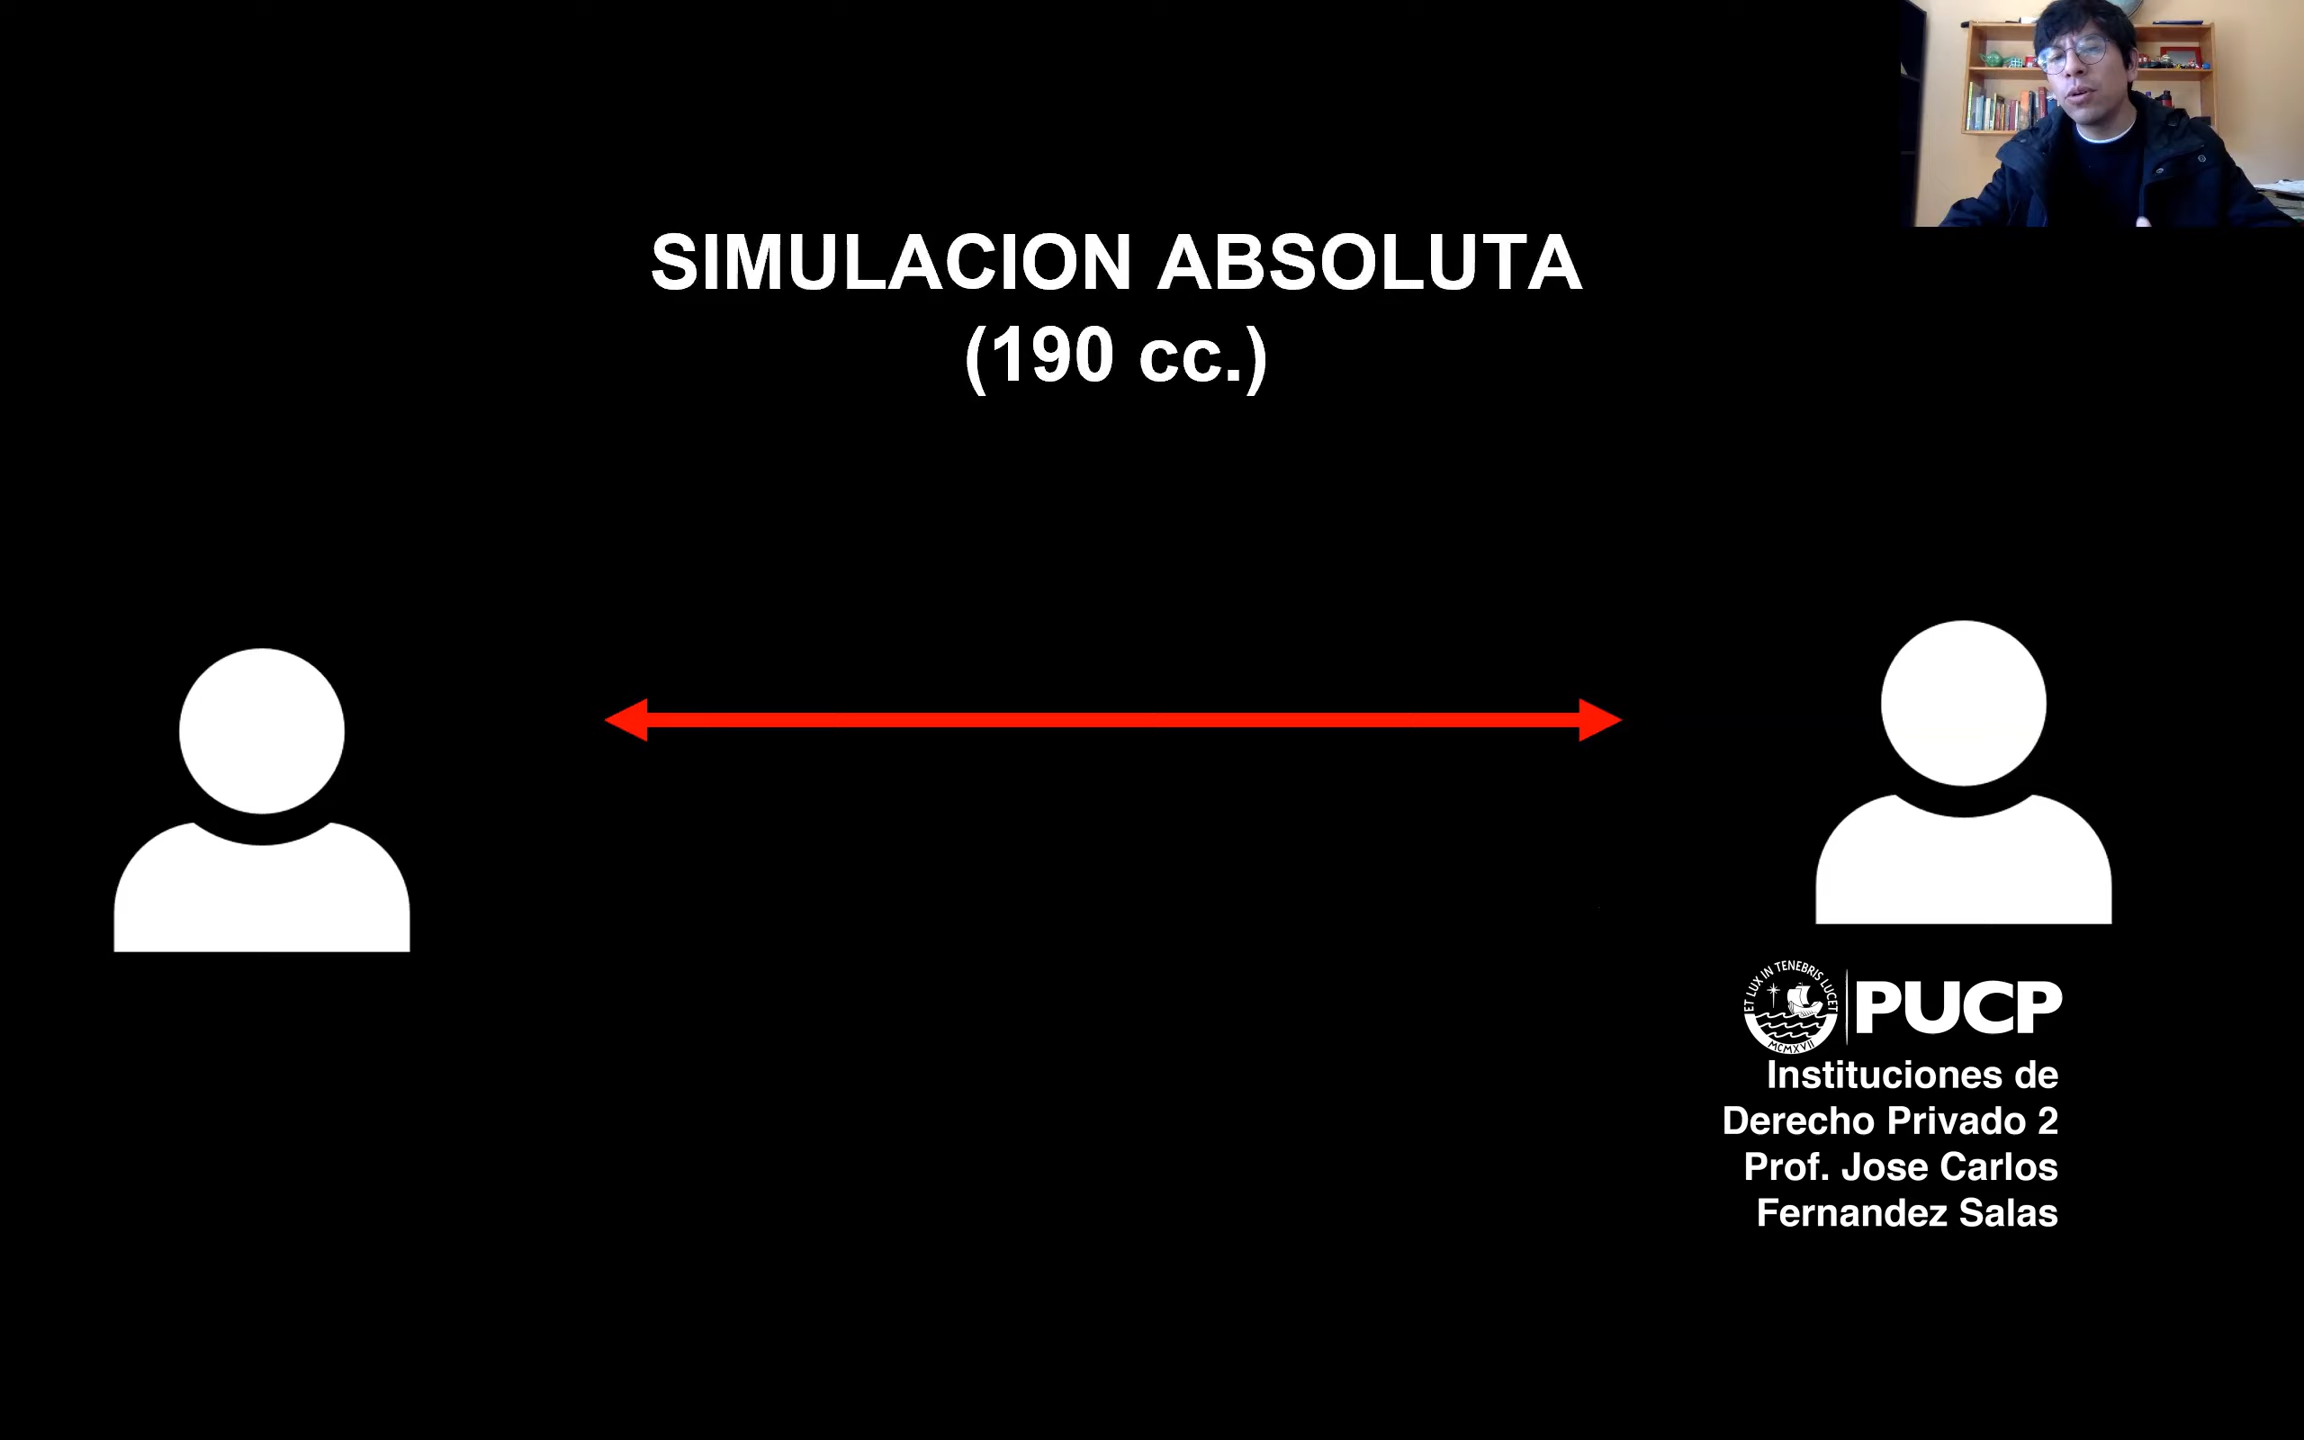 SIMULACION ABSOLUTA
(190 cc.)
ET LUX IN TENEBRIS LUCET
MCMXVII
PUCP
Instituciones de
Derecho Privado 2
Prof. Jose Carlos
Fernandez Salas